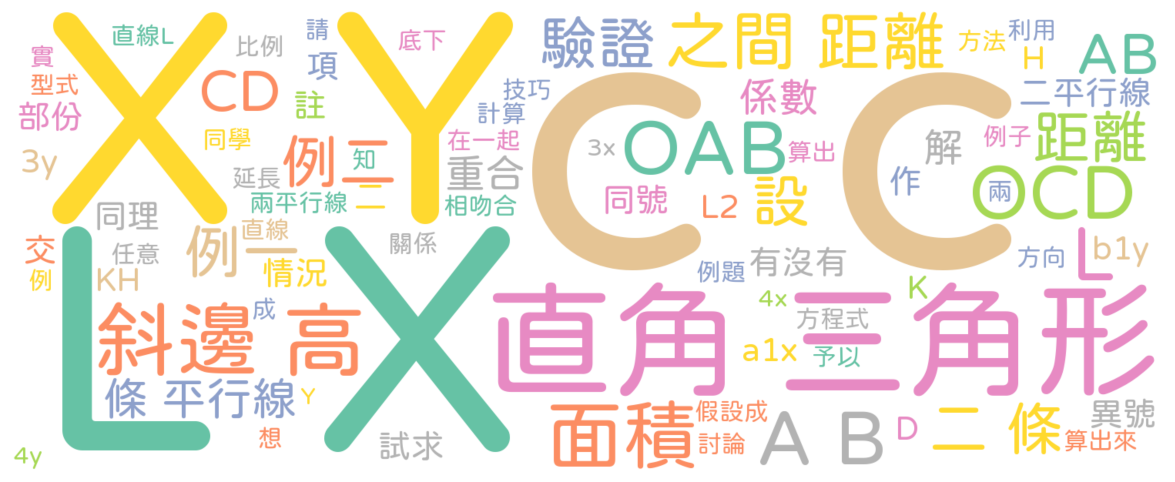 X Y
直線L
比例
請
項
底下
驗證 之間 距離
方法 利用
H
AB
實
型式
部份
CD
註
技巧
計算
係數
二平行線
3y
同學
例二
知
在一起
重合
3x
OAB
算出
C C
解
例子
距離
延長
兩平行線
二
相吻合
同號
L2
設
作
兩
OCD
同理
交
任意
例一
直線
關係
有沒有
方向
L
b1y
例
KH
情況
例題
L X
斜邊 高
成
直角 三角形
4x
K
方程式
a1x
予以
條 平行線
Y
面積
假設成
討論
A B
D
二 條
異號
算出來
想
試求
4y